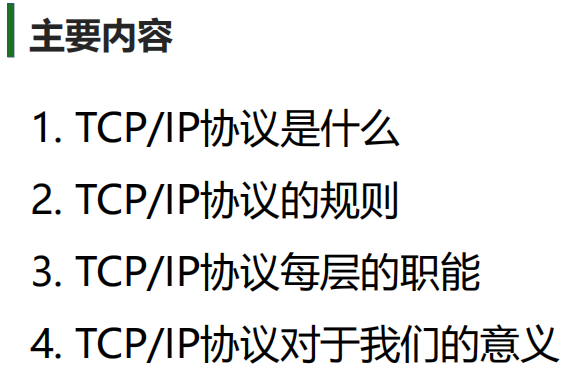 主要内容
1. TCP/IP协议是什么
2. TCP/IP协议的规则
3. TCP/IP协议每层的职能
4. TCP/IP协议对于我们的意义